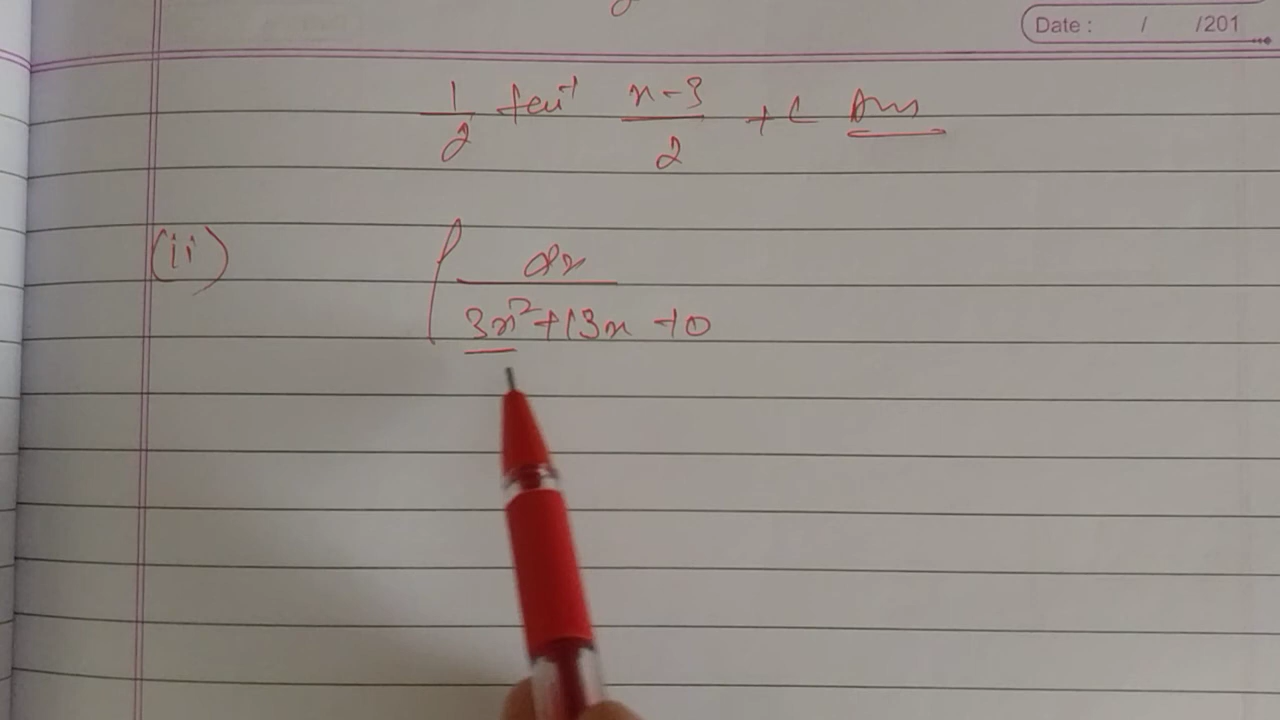 Date : / /201
1/2 tan⁻¹ x-3/2 + C Ans
(ii) ∫ dx/3x²+13x -10